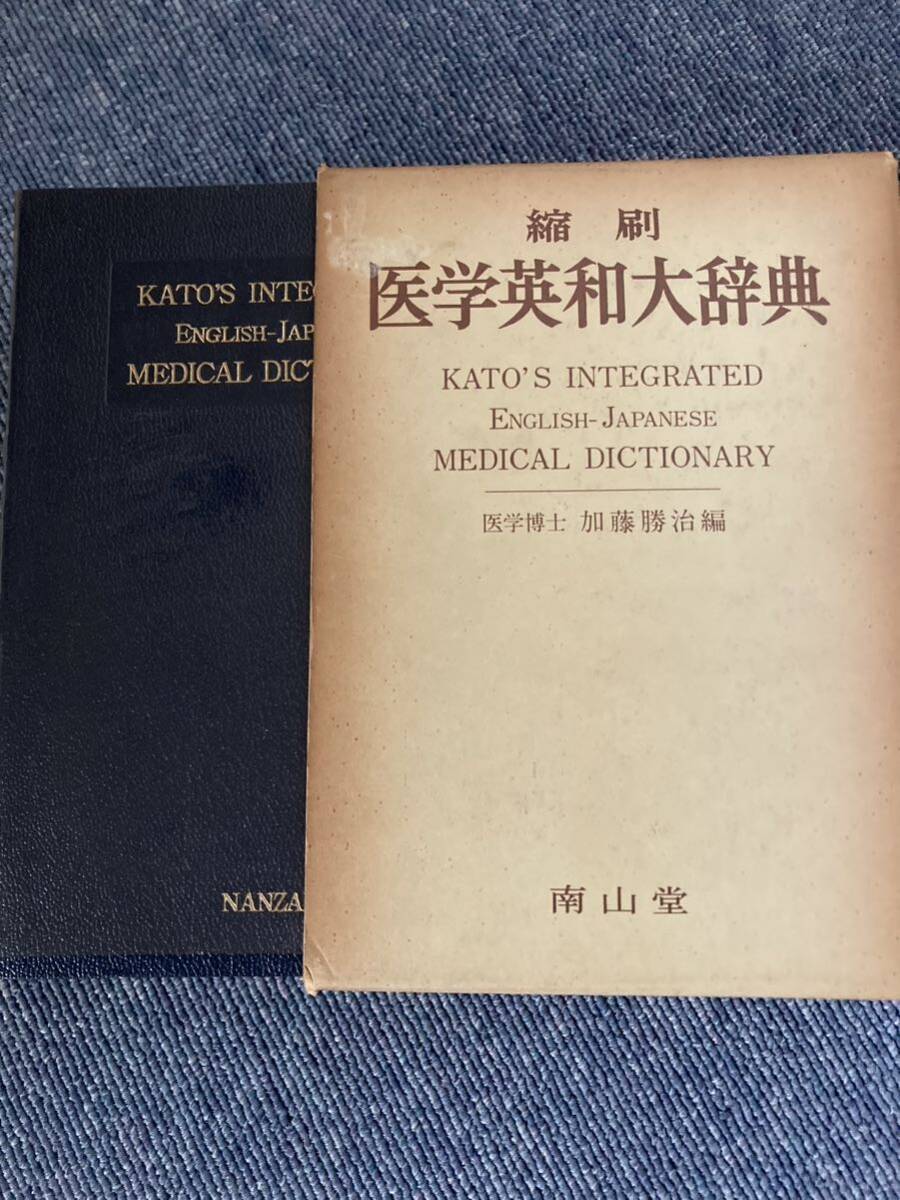 KATO'S INTE
ENGLISH-JAP
MEDICAL DICT
NANZA
縮刷
医学英和大辞典
KATO'S INTEGRATED
ENGLISH-JAPANESE
MEDICAL DICTIONARY
医学博士 加藤勝治編
南山堂